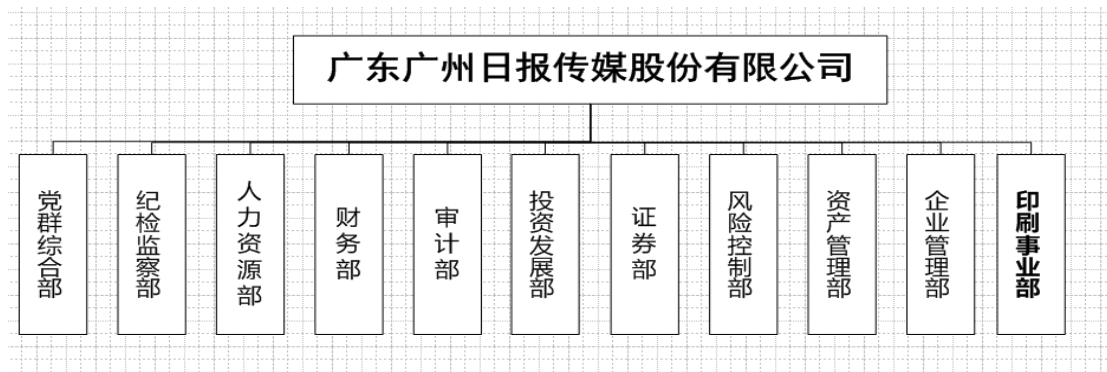 广东广州日报传媒股份有限公司
党群综合部
纪检监察部
人力资源部
财务部
审计部
投资发展部
证券部
风险控制部
资产管理部
企业管理部
印刷事业部